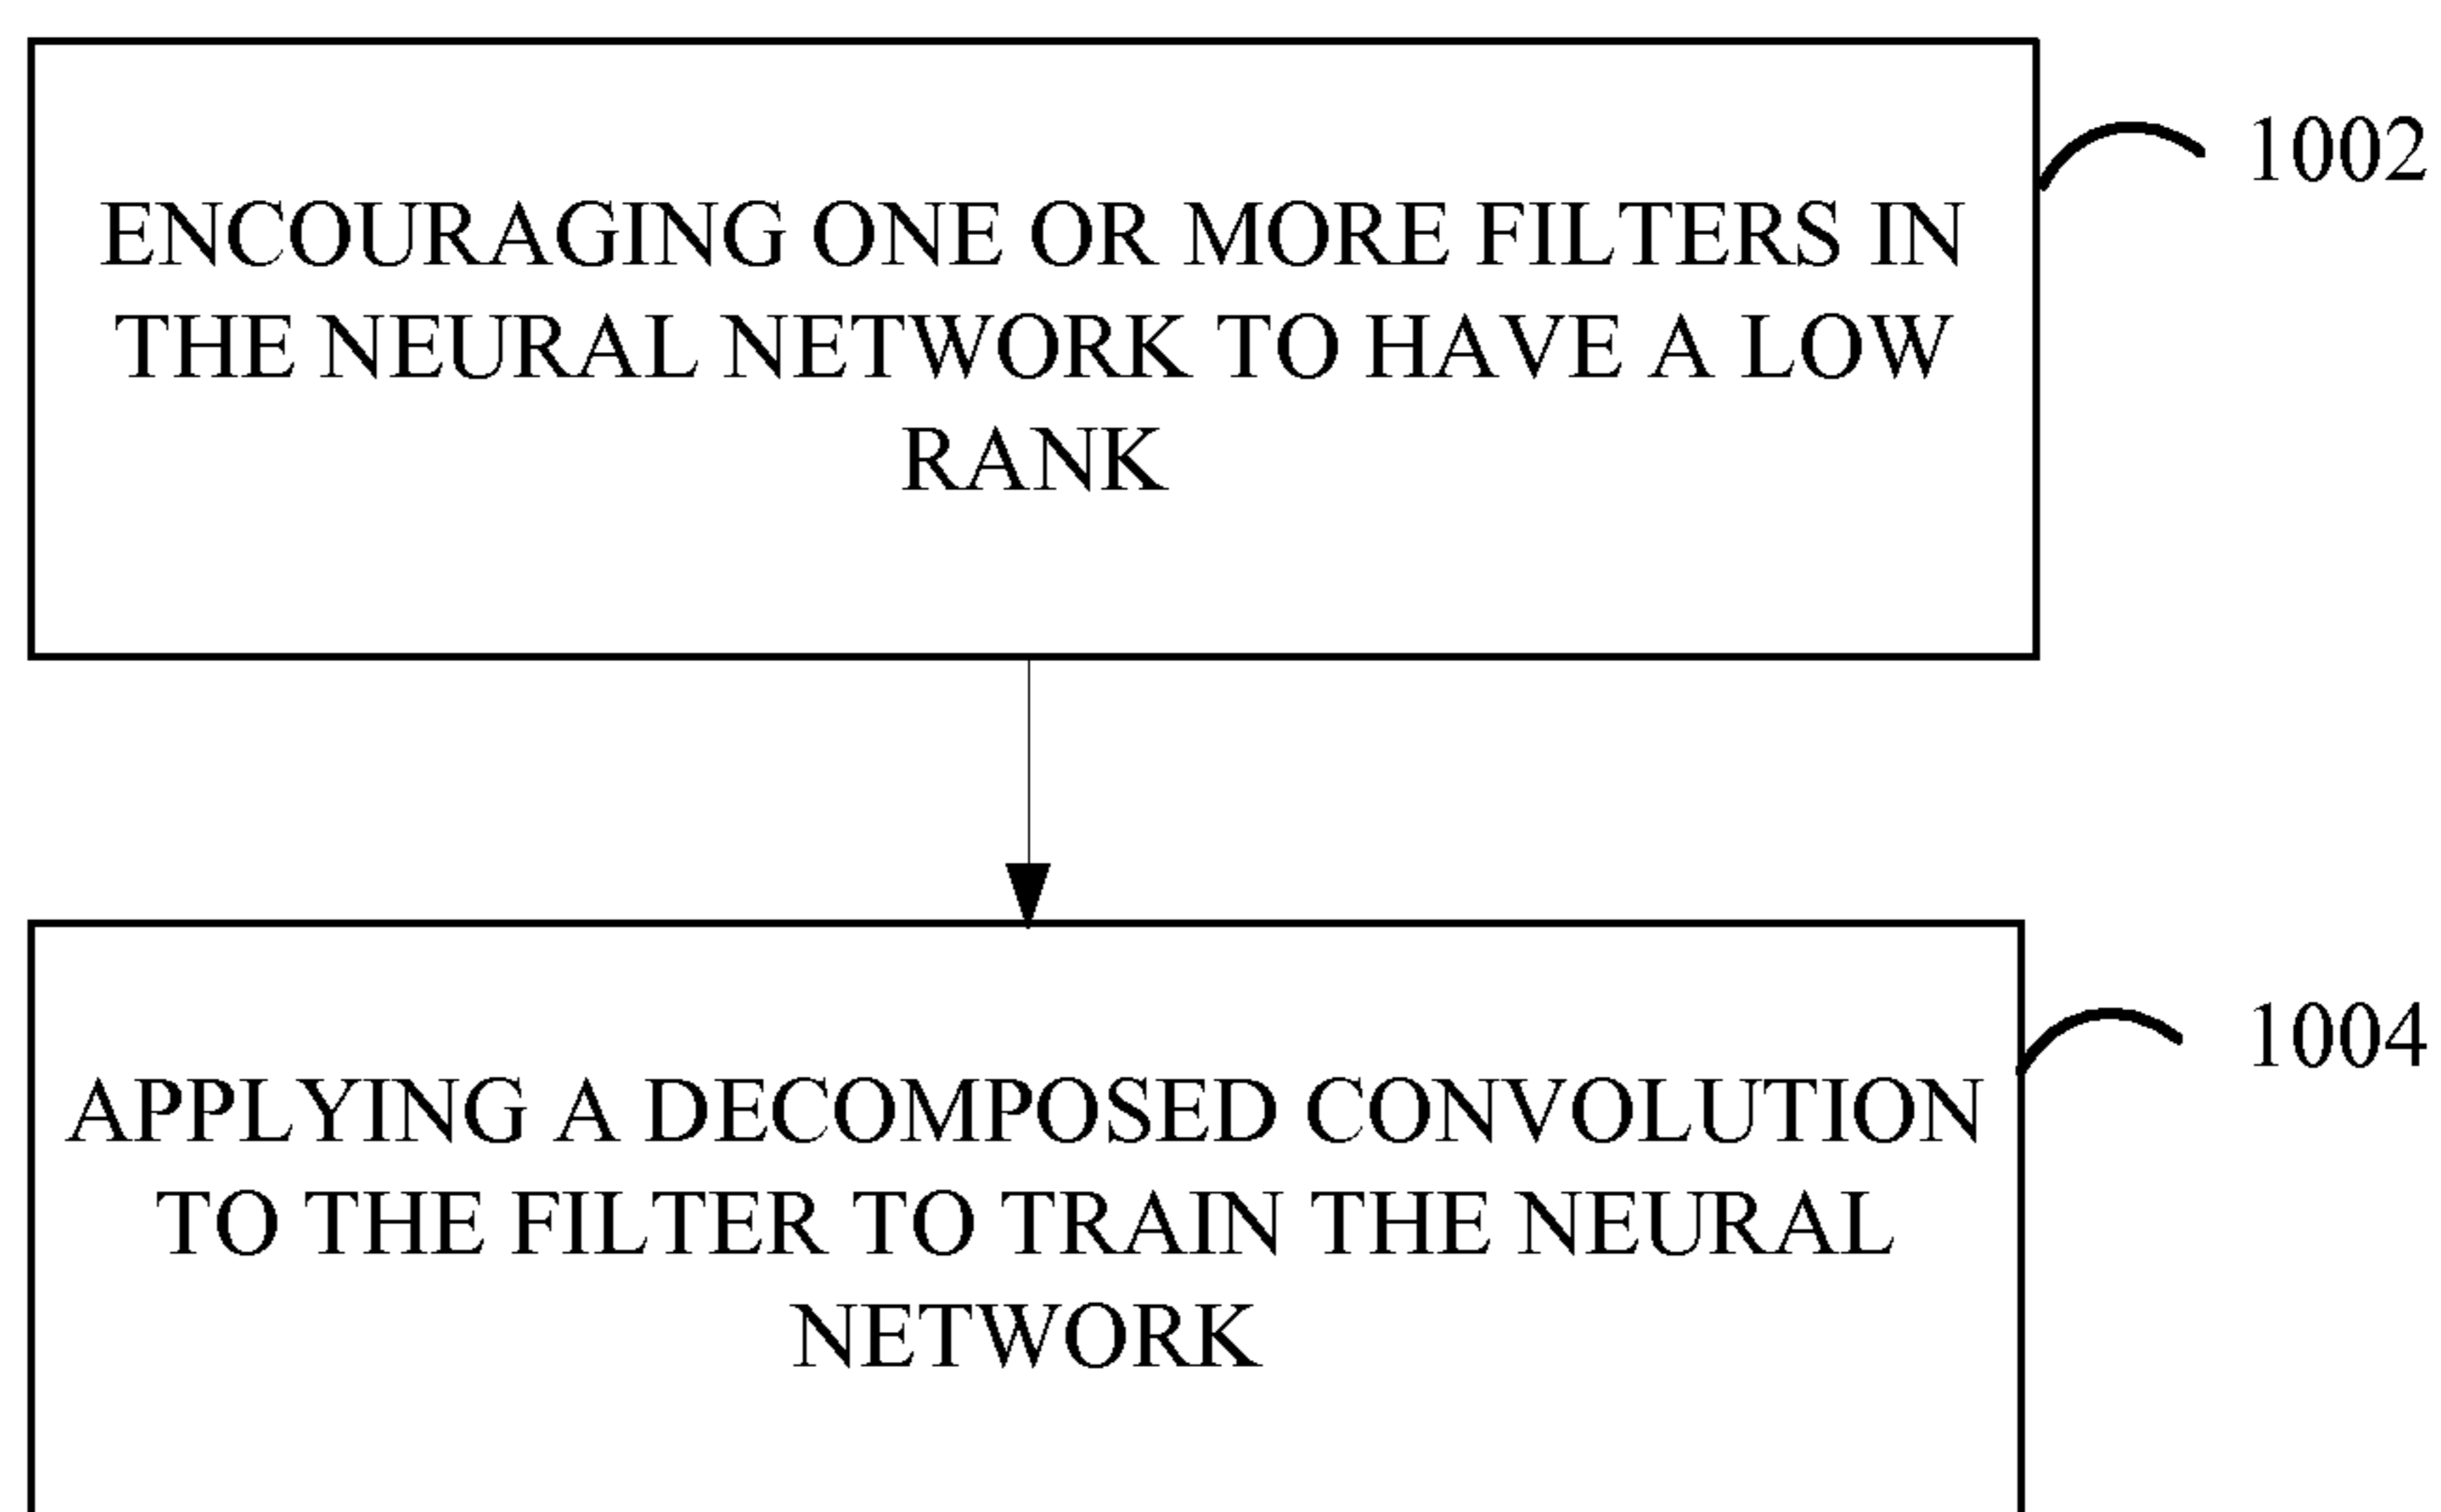 1002
ENCOURAGING ONE OR MORE FILTERS IN
THE NEURAL NETWORK TO HAVE A LOW
RANK
1004
APPLYING A DECOMPOSED CONVOLUTION
TO THE FILTER TO TRAIN THE NEURAL
NETWORK